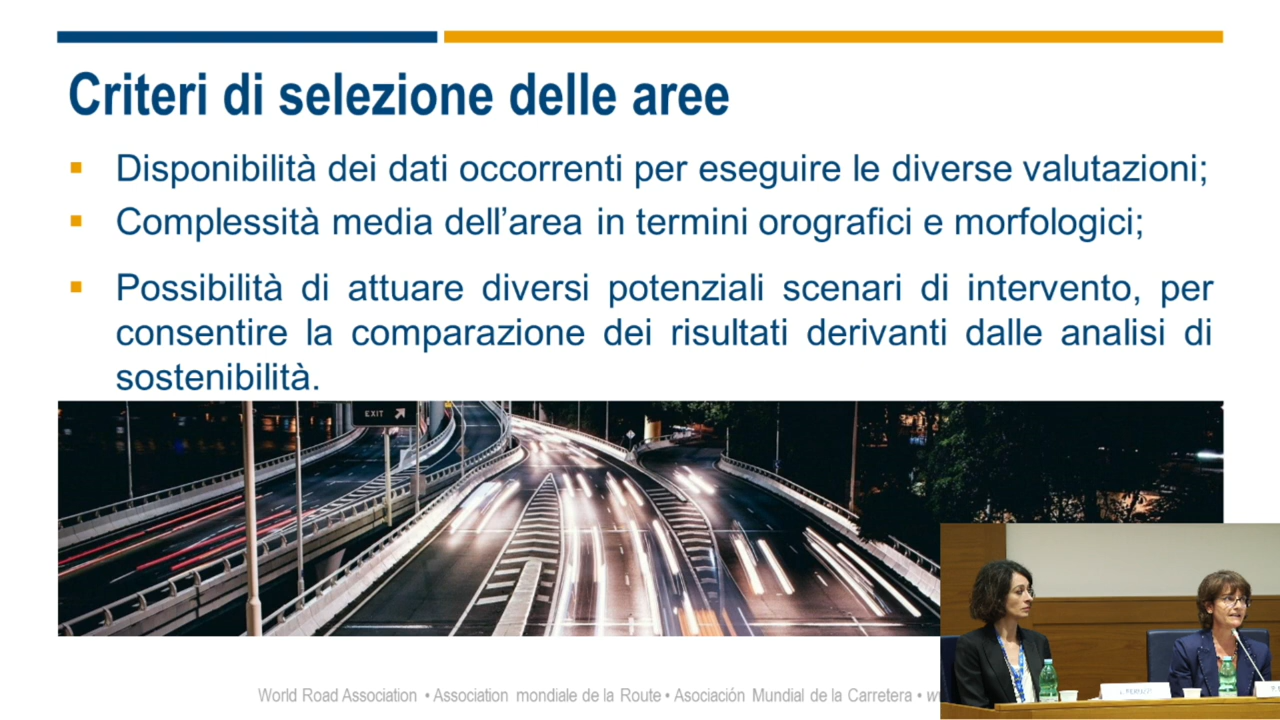 Criteri di selezione delle aree
Disponibilità dei dati occorrenti per eseguire le diverse valutazioni;
Complessità media dell’area in termini orografici e morfologici;
Possibilità di attuare diversi potenziali scenari di intervento, per
consentire la comparazione dei risultati derivanti dalle analisi di
sostenibilità.
EXIT
World Road Association • Association mondiale de la Route • Asociación Mundial de la Carretera •